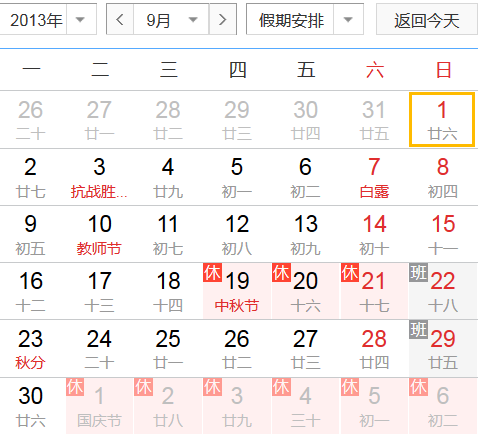 2013年 9月 假期安排 返回今天
一 二 三 四 五 六 日
26 27 28 29 30 31 1
二十 廿一 廿二 廿三 廿四 廿五 廿六
2 3 4 5 6 7 8
廿七 抗战胜... 廿九 初一 初二 白露 初四
9 10 11 12 13 14 15
初五 教师节 初七 初八 初九 初十 十一
16 17 18 休 19 休 20 休 21 班 22
十二 十三 十四 中秋节 十六 十七 十八
23 24 25 26 27 28 班 29
秋分 二十 廿一 廿二 廿三 廿四 廿五
30 休 1 休 2 休 3 休 4 休 5 休 6
廿六 国庆节 廿八 廿九 三十 初一 初二